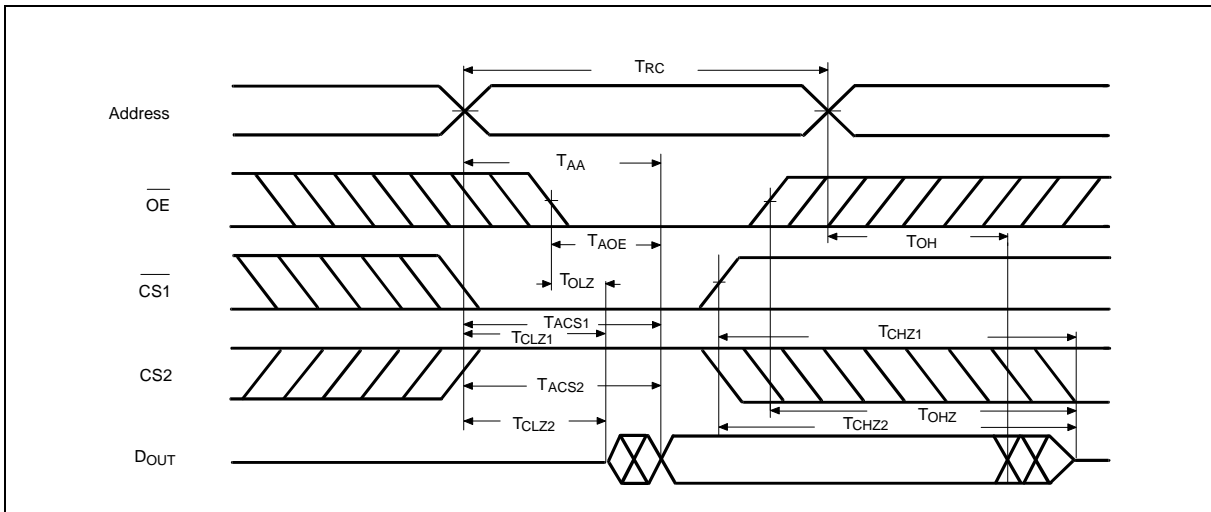 TRC
Address
TAA
OE
TAOE
TOH
CS1
TOLZ
TACS1
TCLZ1
TCHZ1
CS2
TACS2
TOHZ
TCLZ2
TCHZ2
DOUT